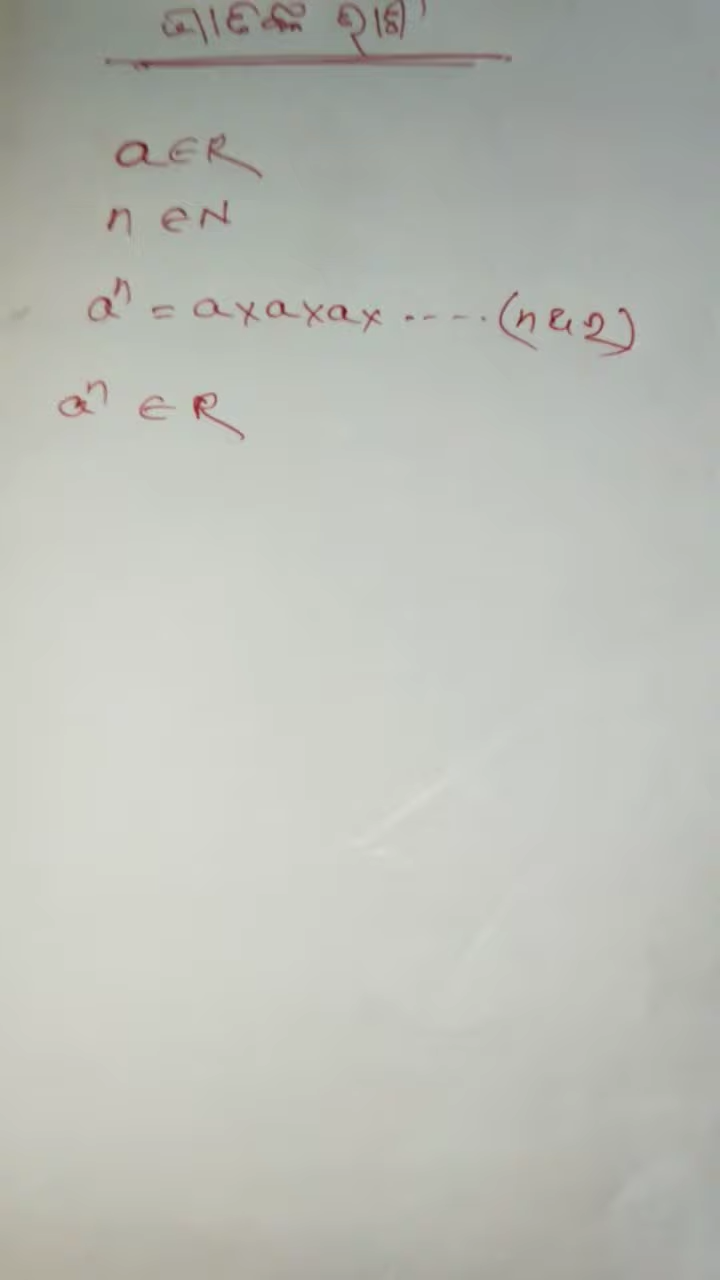 ଘାତାଙ୍କ ରାଶି
a ∈ R
n ∈ N
aⁿ = a × a × a × ..... (n ଥର)
aⁿ ∈ R